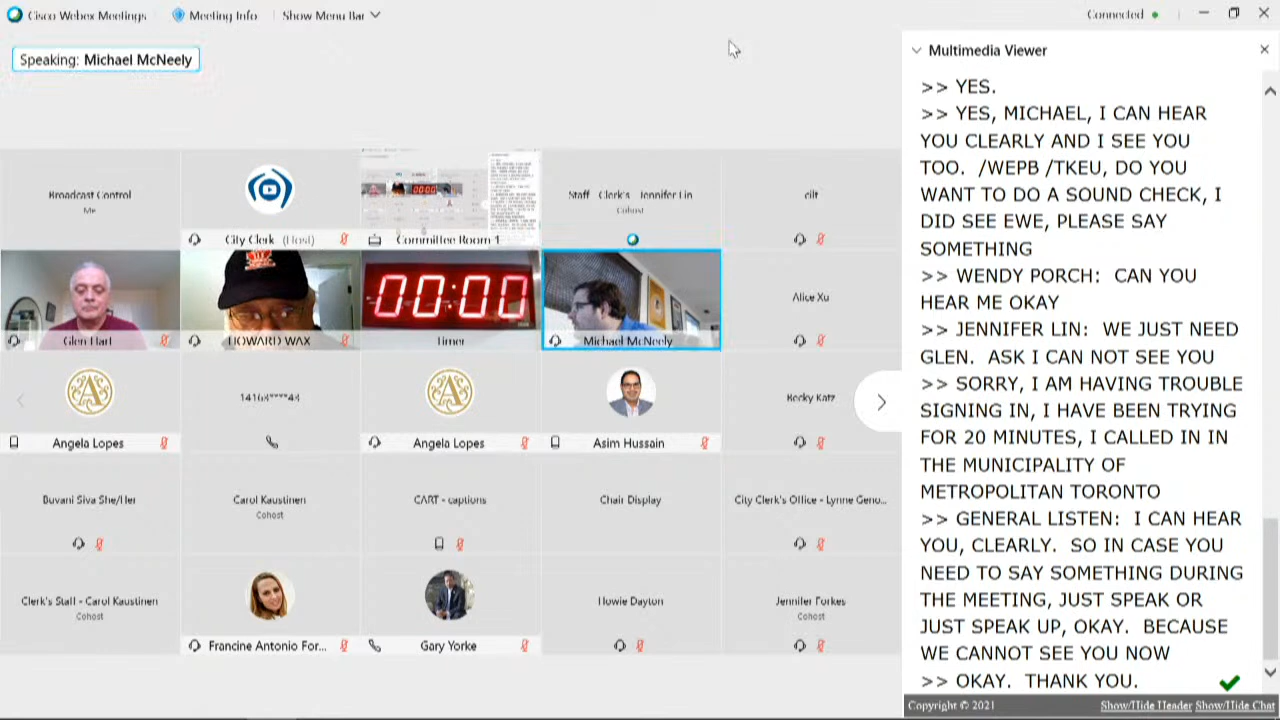 Cisco Webex Meetings
Meeting Info
Show Menu Bar
Connected
Speaking: Michael McNeely
Multimedia Viewer
Broadcast Control
Me
City Clerk (Host)
Committee Room 1
Staff Clerk's Jennifer Lin
Cohost
Glen Hart
HOWARD WAX
00:00
Timer
Michael McNeely
Alice Xu
Angela Lopes
14168****43
Angela Lopes
Asim Hussain
Becky Katz
Buvani Siva She/Her
Carol Kaustinen
Cohost
CART - captions
Chair Display
City Clerk's Office - Lynne Geno...
Clerk's Staff - Carol Kaustinen
Cohost
Francine Antonio For...
Gary Yorke
Howie Dayton
Jennifer Forkes
Cohost
>> YES.
>> YES, MICHAEL, I CAN HEAR
YOU CLEARLY AND I SEE YOU
TOO. /WEPB /TKEU, DO YOU
WANT TO DO A SOUND CHECK, I
DID SEE EWE, PLEASE SAY
SOMETHING
>> WENDY PORCH: CAN YOU
HEAR ME OKAY
>> JENNIFER LIN: WE JUST NEED
GLEN. ASK I CAN NOT SEE YOU
>> SORRY, I AM HAVING TROUBLE
SIGNING IN, I HAVE BEEN TRYING
FOR 20 MINUTES, I CALLED IN IN
THE MUNICIPALITY OF
METROPOLITAN TORONTO
>> GENERAL LISTEN: I CAN HEAR
YOU, CLEARLY. SO IN CASE YOU
NEED TO SAY SOMETHING DURING
THE MEETING, JUST SPEAK OR
JUST SPEAK UP, OKAY. BECAUSE
WE CANNOT SEE YOU NOW
>> OKAY. THANK YOU.
Copyright © 2021
Show/Hide Header Show/Hide Chat